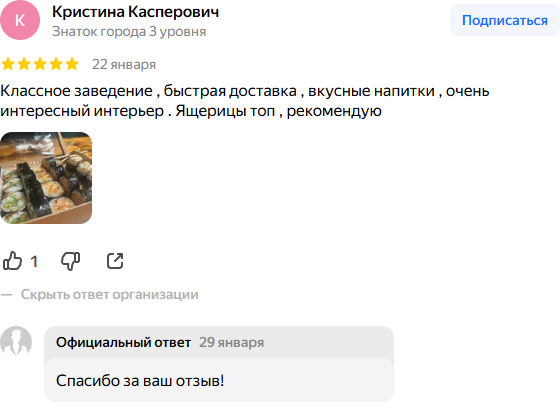 К
Кристина Касперович
Знаток города 3 уровня
Подписаться
22 января
Классное заведение , быстрая доставка , вкусные напитки , очень
интересный интерьер . Ящерицы топ , рекомендую
1
— Скрыть ответ организации
Официальный ответ 29 января
Спасибо за ваш отзыв!